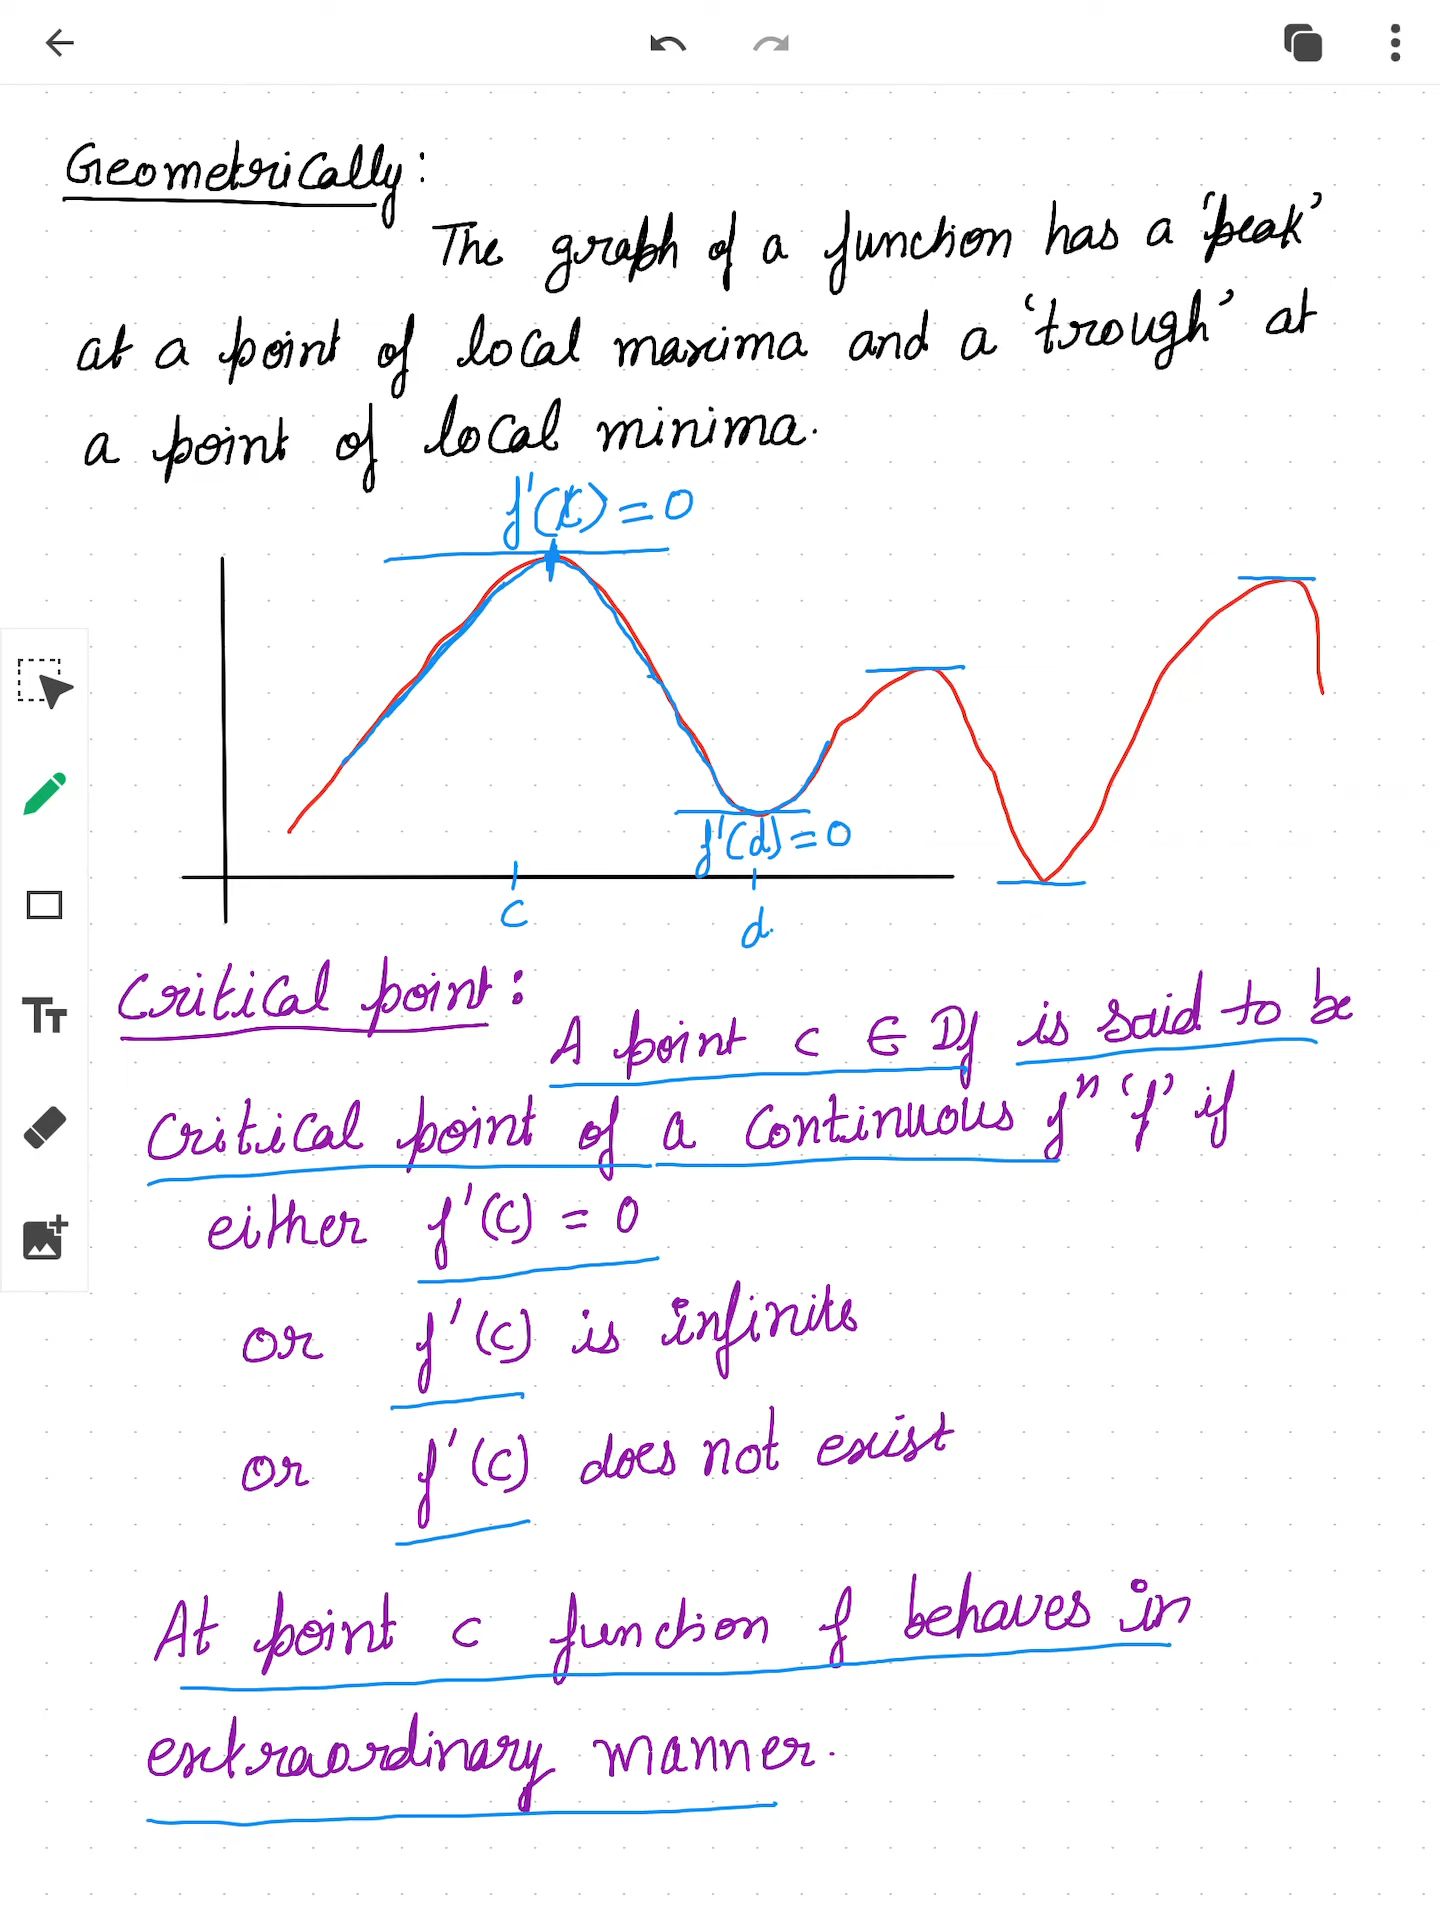 Geometrically:
The graph of a function has a 'peak'
at a point of local maxima and a 'trough' at
a point of local minima.
f'(c) = 0
f'(d) = 0
c
d.
Critical point:
A point c ∈ Df is said to be
critical point of a continuous fⁿ 'f' if
either f'(c) = 0
or f'(c) is infinite
or f'(c) does not exist
At point c function f behaves in
extraordinary manner.
TT